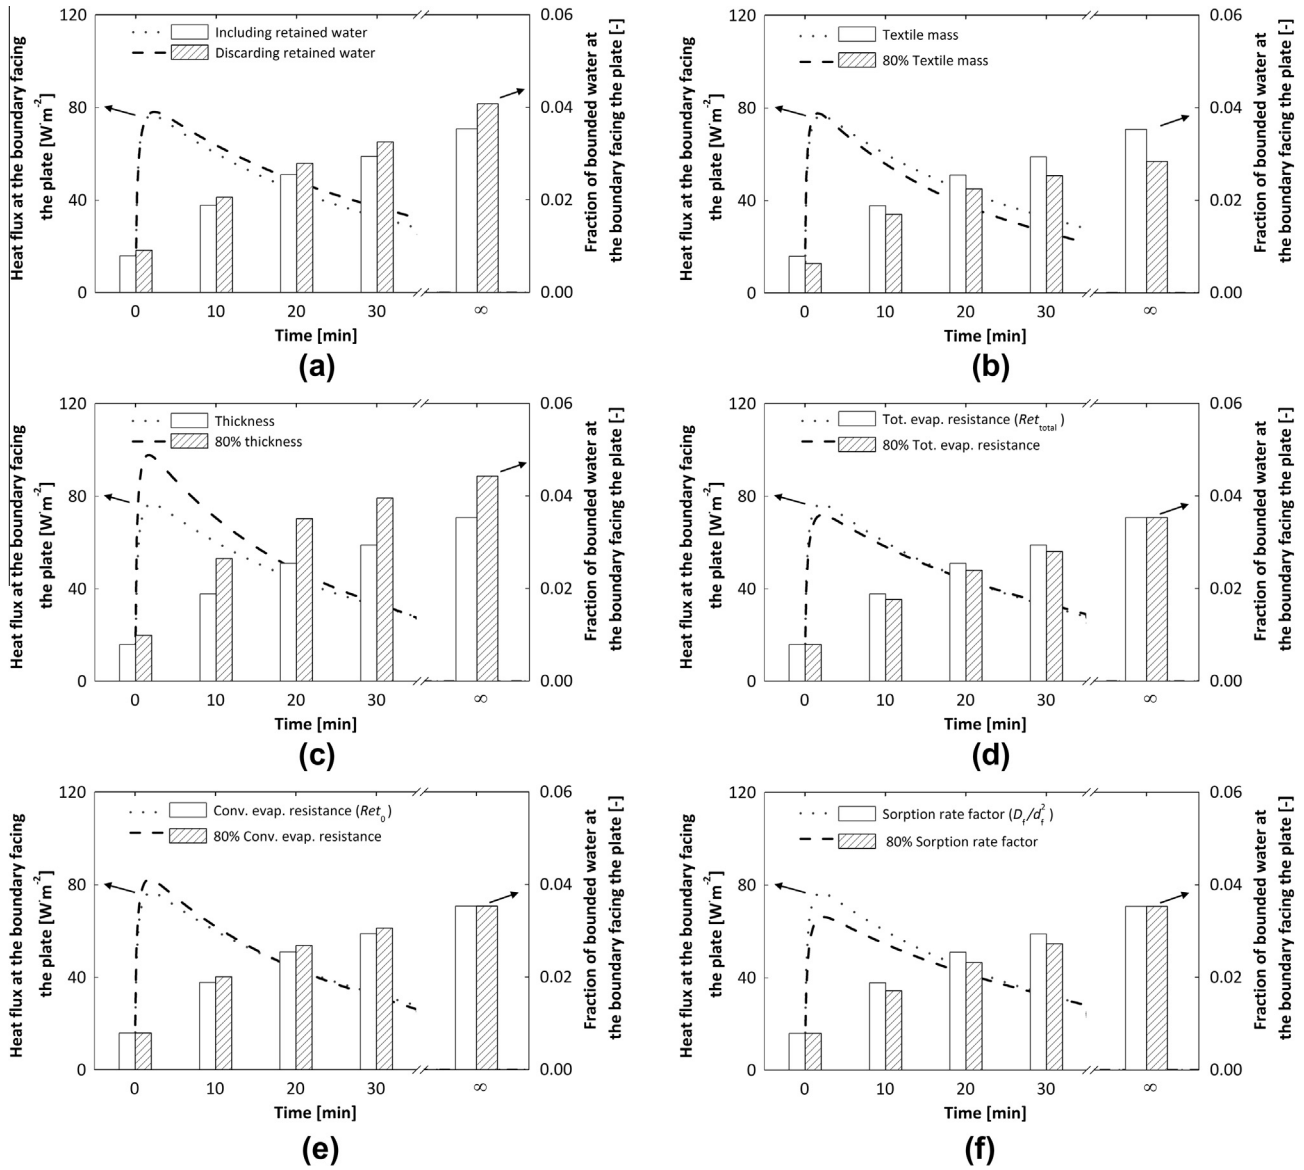 Heat flux at the boundary facing
the plate [W·m⁻²]
120
80
40
0
Including retained water
Discarding retained water
0.06
0.04
0.02
0.00
Fraction of bounded water at
the boundary facing the plate [-]
0 10 20 30 ∞
Time [min]
(a)
Heat flux at the boundary facing
the plate [W·m⁻²]
120
80
40
0
Textile mass
80% Textile mass
0.06
0.04
0.02
0.00
Fraction of bounded water at
the boundary facing the plate [-]
0 10 20 30 ∞
Time [min]
(b)
Heat flux at the boundary facing
the plate [W·m⁻²]
120
80
40
0
Thickness
80% thickness
0.06
0.04
0.02
0.00
Fraction of bounded water at
the boundary facing the plate [-]
0 10 20 30 ∞
Time [min]
(c)
Heat flux at the boundary facing
the plate [W·m⁻²]
120
80
40
0
Tot. evap. resistance (Ret_total)
80% Tot. evap. resistance
0.06
0.04
0.02
0.00
Fraction of bounded water at
the boundary facing the plate [-]
0 10 20 30 ∞
Time [min]
(d)
Heat flux at the boundary facing
the plate [W·m⁻²]
120
80
40
0
Conv. evap. resistance (Ret₀)
80% Conv. evap. resistance
0.06
0.04
0.02
0.00
Fraction of bounded water at
the boundary facing the plate [-]
0 10 20 30 ∞
Time [min]
(e)
Heat flux at the boundary facing
the plate [W·m⁻²]
120
80
40
0
Sorption rate factor (D_f/d_f²)
80% Sorption rate factor
0.06
0.04
0.02
0.00
Fraction of bounded water at
the boundary facing the plate [-]
0 10 20 30 ∞
Time [min]
(f)